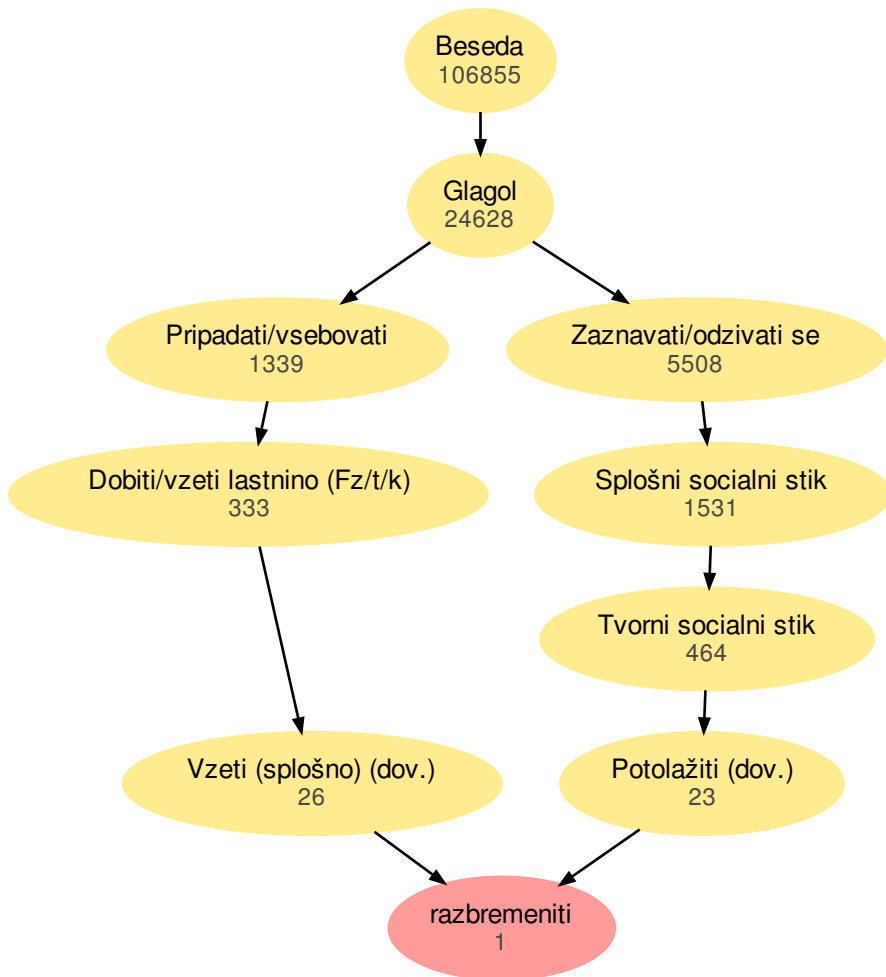 Beseda
106855
Glagol
24628
Pripadati/vsebovati
1339
Zaznavati/odzivati se
5508
Dobiti/vzeti lastnino (Fz/t/k)
333
Splošni socialni stik
1531
Tvorni socialni stik
464
Vzeti (splošno) (dov.)
26
Potolažiti (dov.)
23
razbremeniti
1